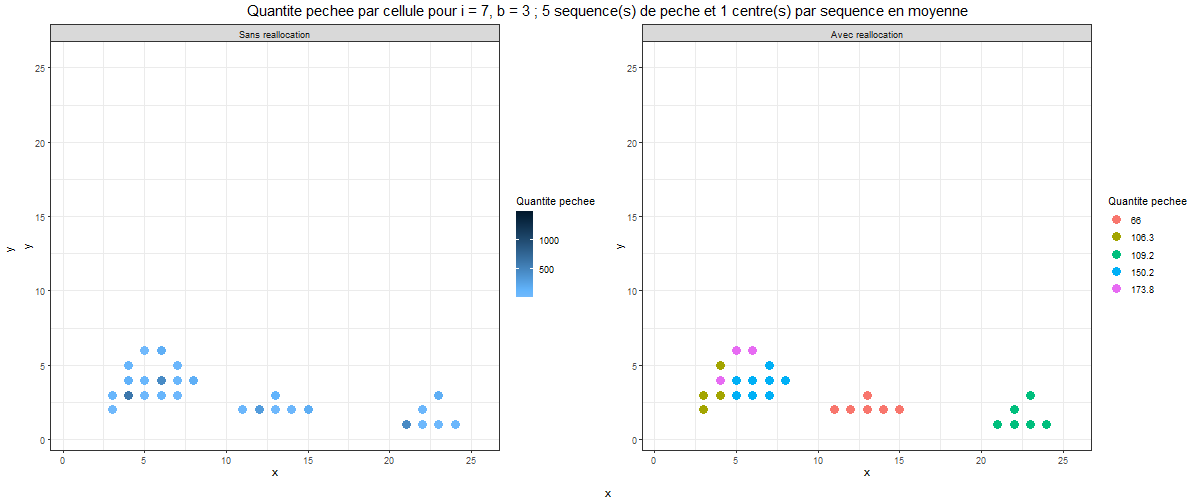 Quantite pechee par cellule pour i = 7, b = 3 ; 5 sequence(s) de peche et 1 centre(s) par sequence en moyenne
Sans reallocation
25
20
15
10
5
0
y
y
0 5 10 15 20 25
x
Quantite pechee
1000
500
Avec reallocation
25
20
15
10
5
0
y
0 5 10 15 20 25
x
Quantite pechee
66
106.3
109.2
150.2
173.8
x